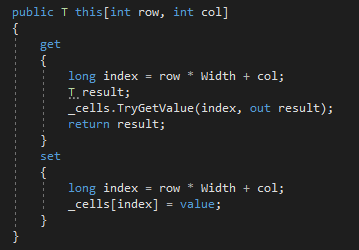 public T this[int row, int col]
{
    get
    {
        long index = row * Width + col;
        T result;
        _cells.TryGetValue(index, out result);
        return result;
    }
    set
    {
        long index = row * Width + col;
        _cells[index] = value;
    }
}